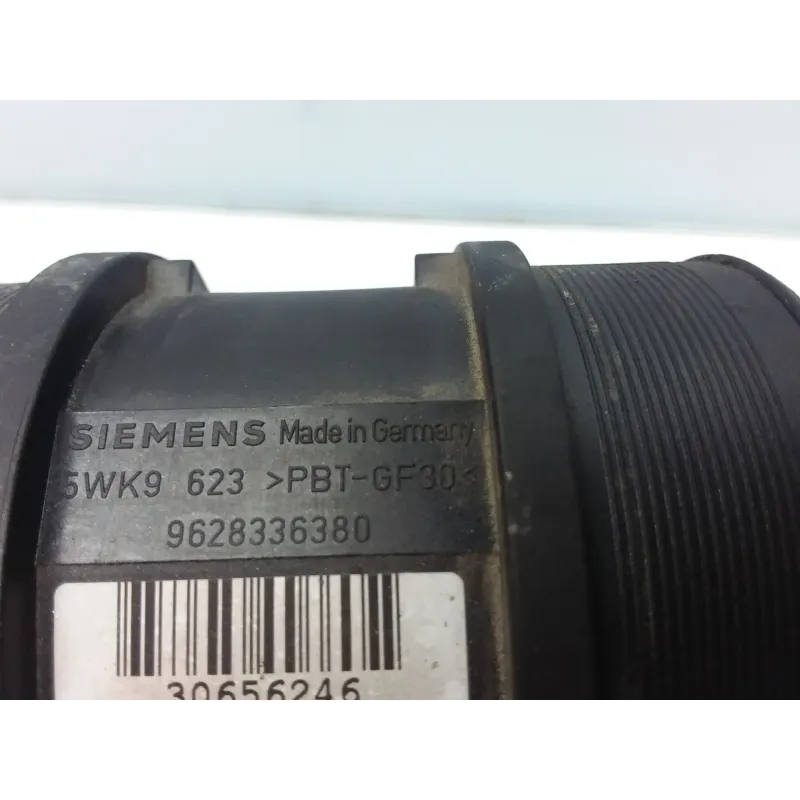 SIEMENS Made in Germany
5WK9 623 >PBT-GF30<
9628336380
30656246